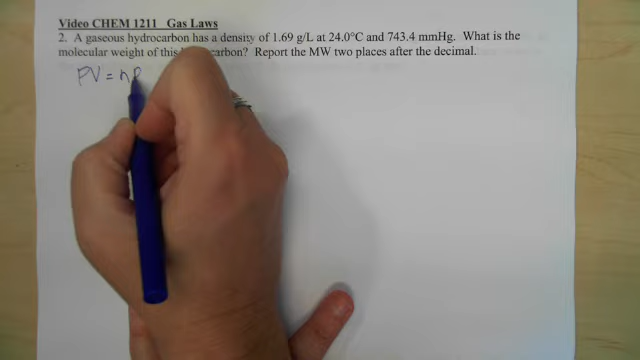 Video CHEM 1211 Gas Laws
2. A gaseous hydrocarbon has a density of 1.69 g/L at 24.0°C and 743.4 mmHg. What is the
molecular weight of this carbon? Report the MW two places after the decimal.
PV = n